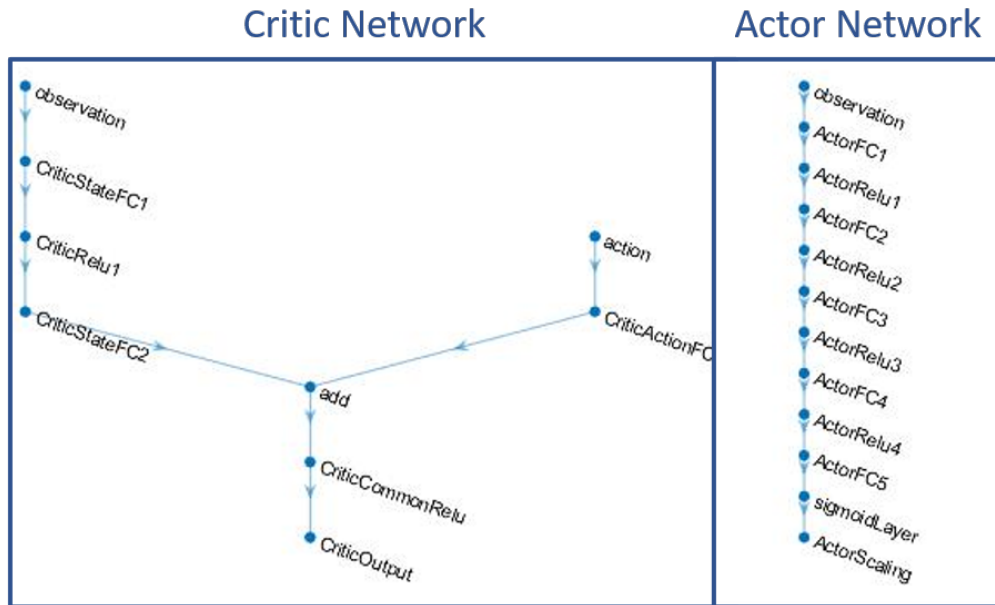 Critic Network
Actor Network
observation
CriticStateFC1
CriticRelu1
CriticStateFC2
action
CriticActionFC
add
CriticCommonRelu
CriticOutput
observation
ActorFC1
ActorRelu1
ActorFC2
ActorRelu2
ActorFC3
ActorRelu3
ActorFC4
ActorRelu4
ActorFC5
sigmoidLayer
ActorScaling